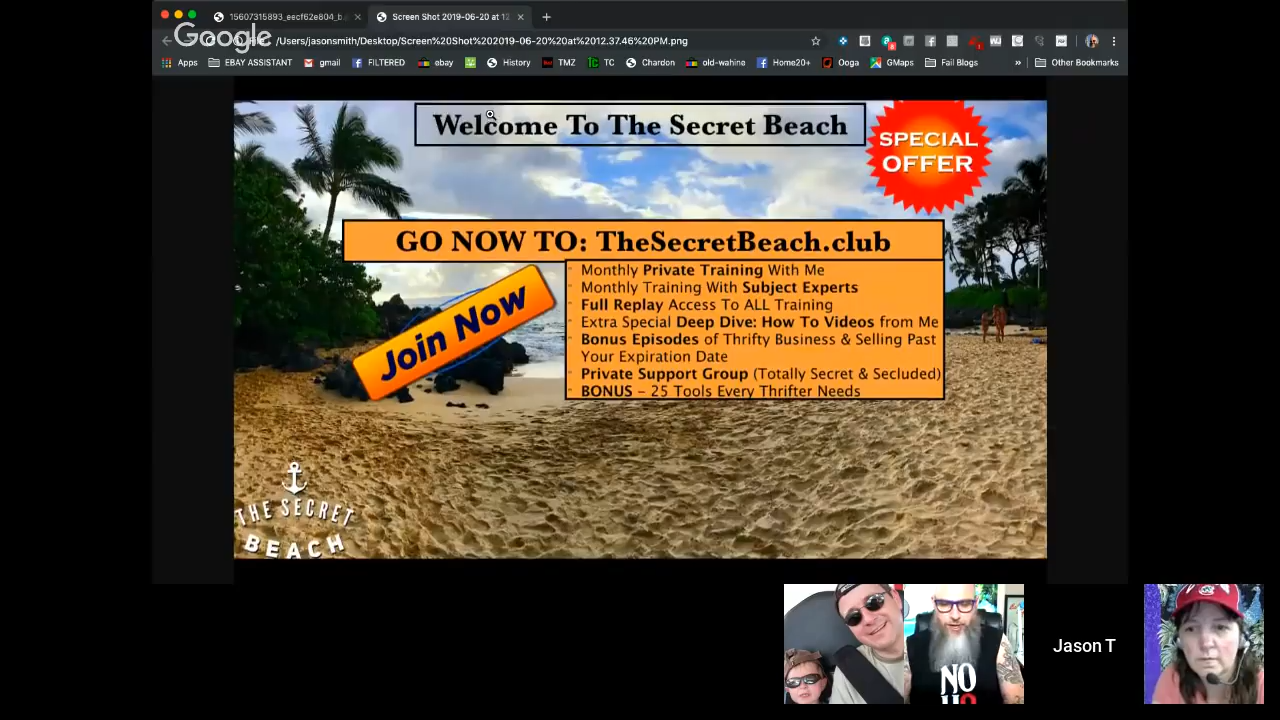 15607315893_eecf62e804_b.
Screen Shot 2019-06-20 at 12
Google
/Users/jasonsmith/Desktop/Screen%20Shot%202019-06-20%20at%2012.37.46%20PM.png
Apps EBAY ASSISTANT gmail FILTERED ebay History TMZ TC Chardon old-wahine Home20+ Ooga GMaps Fail Blogs » Other Bookmarks
Welcome To The Secret Beach
SPECIAL
OFFER
GO NOW TO: TheSecretBeach.club
Join Now
- Monthly Private Training With Me
- Monthly Training With Subject Experts
- Full Replay Access To ALL Training
- Extra Special Deep Dive: How To Videos from Me
- Bonus Episodes of Thrifty Business & Selling Past
Your Expiration Date
- Private Support Group (Totally Secret & Secluded)
- BONUS – 25 Tools Every Thrifter Needs
THE SECRET
BEACH
NO
Jason T